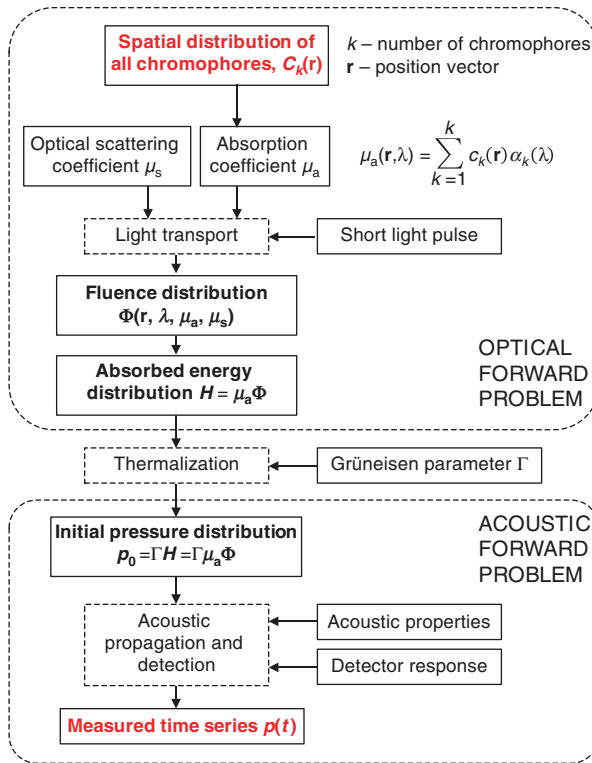 Spatial distribution of
all chromophores, Cₖ(r)
k – number of chromophores
r – position vector
Optical scattering
coefficient μₛ
Absorption
coefficient μₐ
μₐ(r,λ) = ∑ₖ₌₁ᵏ cₖ(r) αₖ(λ)
Light transport
Short light pulse
Fluence distribution
Φ(r, λ, μₐ, μₛ)
Absorbed energy
distribution H = μₐΦ
OPTICAL
FORWARD
PROBLEM
Thermalization
Grüneisen parameter Γ
Initial pressure distribution
p₀ =ΓH =ΓμₐΦ
ACOUSTIC
FORWARD
PROBLEM
Acoustic
propagation and
detection
Acoustic properties
Detector response
Measured time series p(t)